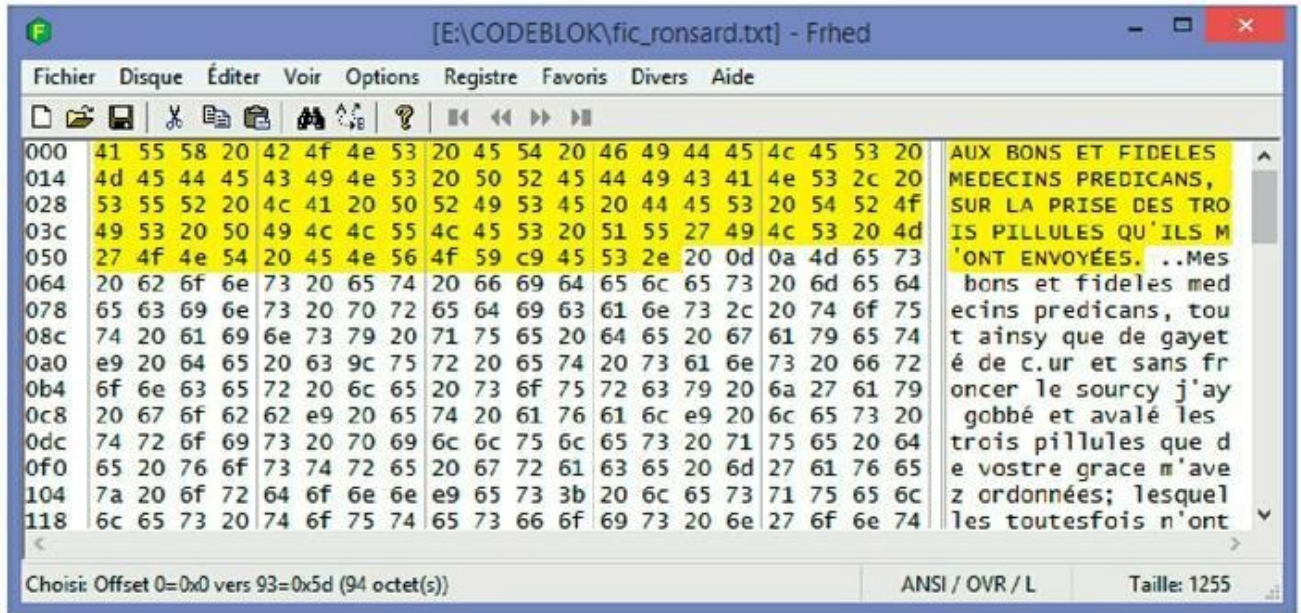 [E:\CODEBLOK\fic_ronsard.txt] - Frhed
Fichier Disque Éditer Voir Options Registre Favoris Divers Aide
000 41 55 58 20 42 4f 4e 53 20 45 54 20 46 49 44 45 4c 45 53 20 AUX BONS ET FIDELES
014 4d 45 44 45 43 49 4e 53 20 50 52 45 44 49 43 41 4e 53 2c 20 MEDECINS PREDICANS,
028 53 55 52 20 4c 41 20 50 52 49 53 45 20 44 45 53 20 54 52 4f SUR LA PRISE DES TRO
03c 49 53 20 50 49 4c 4c 55 4c 45 53 20 51 55 27 49 4c 53 20 4d IS PILLULES QU'ILS M
050 27 4f 4e 54 20 45 4e 56 4f 59 c9 45 53 2e 20 0d 0a 4d 65 73 'ONT ENVOYÉES. ..Mes
064 20 62 6f 6e 73 20 65 74 20 66 69 64 65 6c 65 73 20 6d 65 64 bons et fideles med
078 65 63 69 6e 73 20 70 72 65 64 69 63 61 6e 73 2c 20 74 6f 75 ecins predicans, tou
08c 74 20 61 69 6e 73 79 20 71 75 65 20 64 65 20 67 61 79 65 74 t ainsy que de gayet
0a0 e9 20 64 65 20 63 9c 75 72 20 65 74 20 73 61 6e 73 20 66 72 é de c.ur et sans fr
0b4 6f 6e 63 65 72 20 6c 65 20 73 6f 75 72 63 79 20 6a 27 61 79 oncer le sourcy j'ay
0c8 20 67 6f 62 62 e9 20 65 74 20 61 76 61 6c e9 20 6c 65 73 20 gobbé et avalé les
0dc 74 72 6f 69 73 20 70 69 6c 6c 75 6c 65 73 20 71 75 65 20 64 trois pillules que d
0f0 65 20 76 6f 73 74 72 65 20 67 72 61 63 65 20 6d 27 61 76 65 e vostre grace m'ave
104 7a 20 6f 72 64 6f 6e 6e e9 65 73 3b 20 6c 65 73 71 75 65 6c z ordonnées; lesquel
118 6c 65 73 20 74 6f 75 74 65 73 66 6f 69 73 20 6e 27 6f 6e 74 les toutesfois n'ont
Choisi: Offset 0=0x0 vers 93=0x5d (94 octet(s)) ANSI / OVR / L Taille: 1255